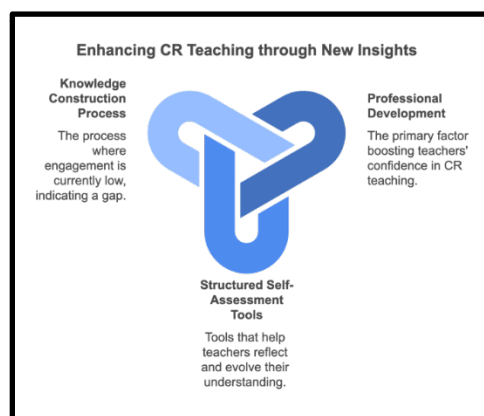 Enhancing CR Teaching through New Insights
Knowledge
Construction
Process
The process
where
engagement is
currently low,
indicating a gap.
Professional
Development
The primary factor
boosting teachers'
confidence in CR
teaching.
Structured Self-
Assessment
Tools
Tools that help
teachers reflect
and evolve their
understanding.